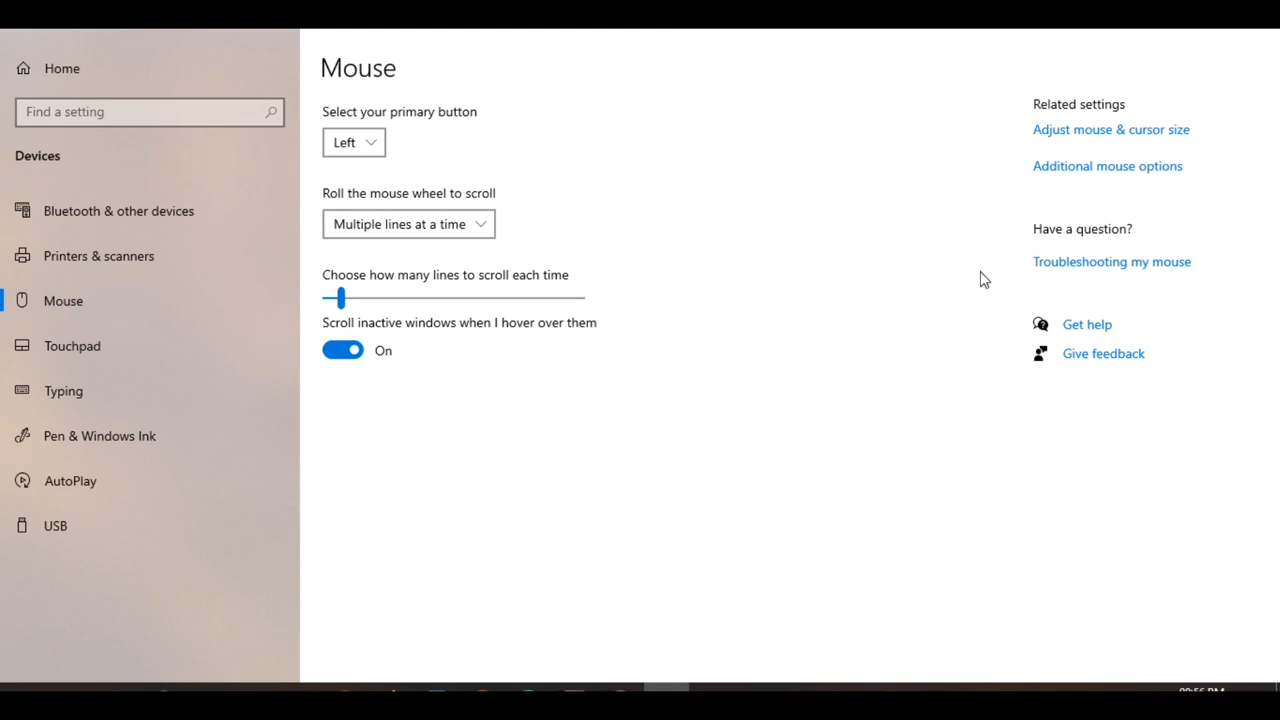 Home
Find a setting
Devices
Bluetooth & other devices
Printers & scanners
Mouse
Touchpad
Typing
Pen & Windows Ink
AutoPlay
USB
Mouse
Select your primary button
Left
Roll the mouse wheel to scroll
Multiple lines at a time
Choose how many lines to scroll each time
Scroll inactive windows when I hover over them
On
Related settings
Adjust mouse & cursor size
Additional mouse options
Have a question?
Troubleshooting my mouse
Get help
Give feedback